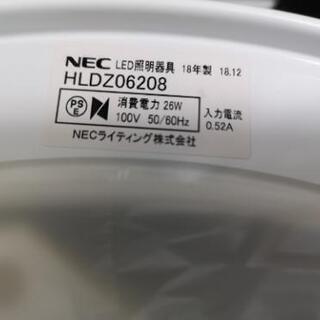 NEC LED照明器具 18年製 18.12
HLDZ06208
PS
E
消費電力 26W
100V 50/60Hz
入力電流
0.52A
NECライティング株式会社